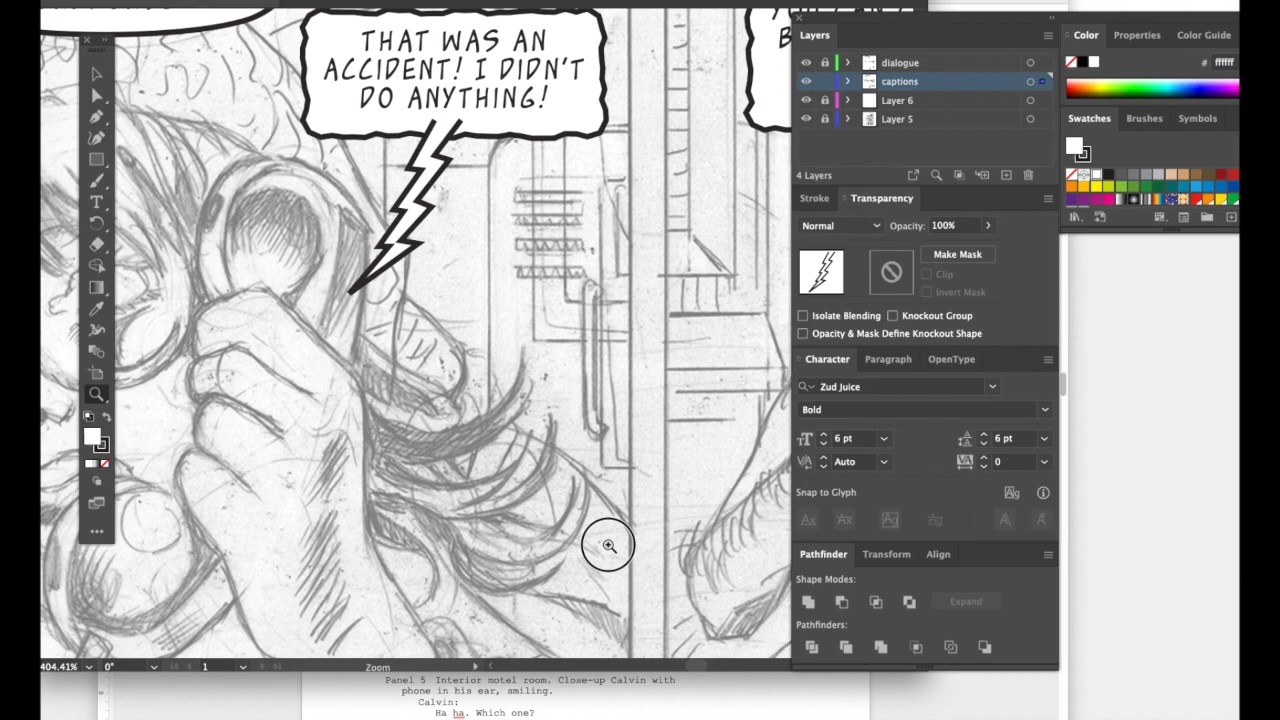 THAT WAS AN
ACCIDENT! I DIDN'T
DO ANYTHING!
Layers
dialogue
captions
Layer 6
Layer 5
4 Layers
Stroke
Transparency
Normal
Opacity: 100%
Make Mask
Clip
Invert Mask
Isolate Blending
Knockout Group
Opacity & Mask Define Knockout Shape
Character
Paragraph
OpenType
Zud Juice
Bold
6 pt
6 pt
Auto
0
Snap to Glyph
Pathfinder
Transform
Align
Shape Modes:
Expand
Pathfinders:
Color
Properties
Color Guide
# ffffff
Swatches
Brushes
Symbols
404.41%
0°
1
Zoom
Panel 5 Interior motel room. Close-up Calvin with
phone in his ear, smiling.
Calvin:
Ha ha. Which one?